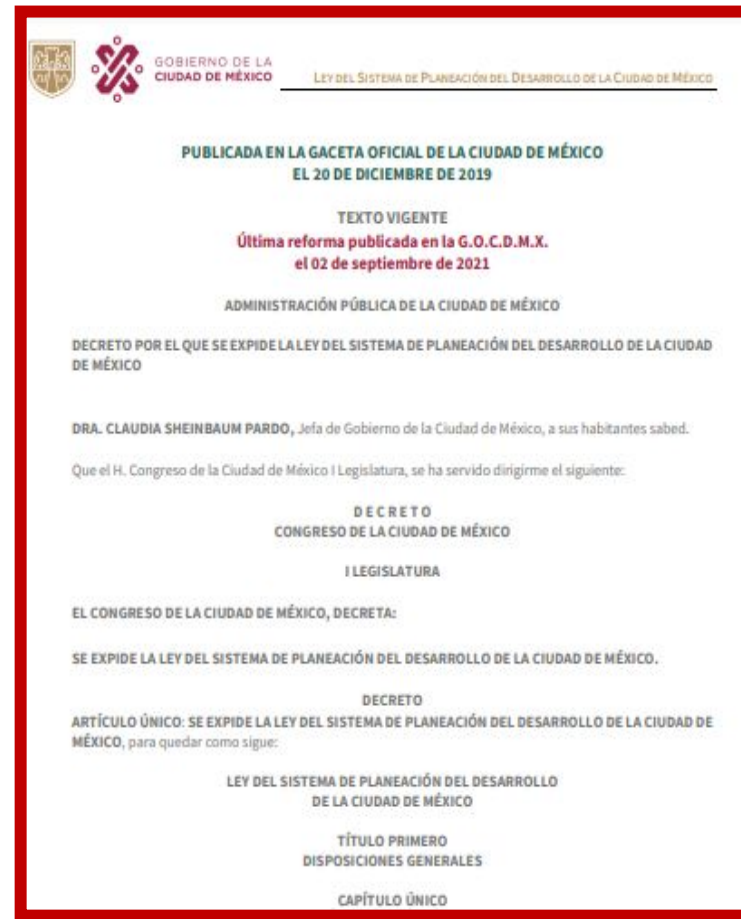 GOBIERNO DE LA
CIUDAD DE MÉXICO
LEY DEL SISTEMA DE PLANEACIÓN DEL DESARROLLO DE LA CIUDAD DE MÉXICO
PUBLICADA EN LA GACETA OFICIAL DE LA CIUDAD DE MÉXICO
EL 20 DE DICIEMBRE DE 2019
TEXTO VIGENTE
Última reforma publicada en la G.O.C.D.M.X.
el 02 de septiembre de 2021
ADMINISTRACIÓN PÚBLICA DE LA CIUDAD DE MÉXICO
DECRETO POR EL QUE SE EXPIDE LA LEY DEL SISTEMA DE PLANEACIÓN DEL DESARROLLO DE LA CIUDAD
DE MÉXICO
DRA. CLAUDIA SHEINBAUM PARDO, Jefa de Gobierno de la Ciudad de México, a sus habitantes sabed.
Que el H. Congreso de la Ciudad de México I Legislatura, se ha servido dirigirme el siguiente:
D E C R E T O
CONGRESO DE LA CIUDAD DE MÉXICO
I LEGISLATURA
EL CONGRESO DE LA CIUDAD DE MÉXICO, DECRETA:
SE EXPIDE LA LEY DEL SISTEMA DE PLANEACIÓN DEL DESARROLLO DE LA CIUDAD DE MÉXICO.
DECRETO
ARTÍCULO ÚNICO: SE EXPIDE LA LEY DEL SISTEMA DE PLANEACIÓN DEL DESARROLLO DE LA CIUDAD DE
MÉXICO, para quedar como sigue:
LEY DEL SISTEMA DE PLANEACIÓN DEL DESARROLLO
DE LA CIUDAD DE MÉXICO
TÍTULO PRIMERO
DISPOSICIONES GENERALES
CAPÍTULO ÚNICO